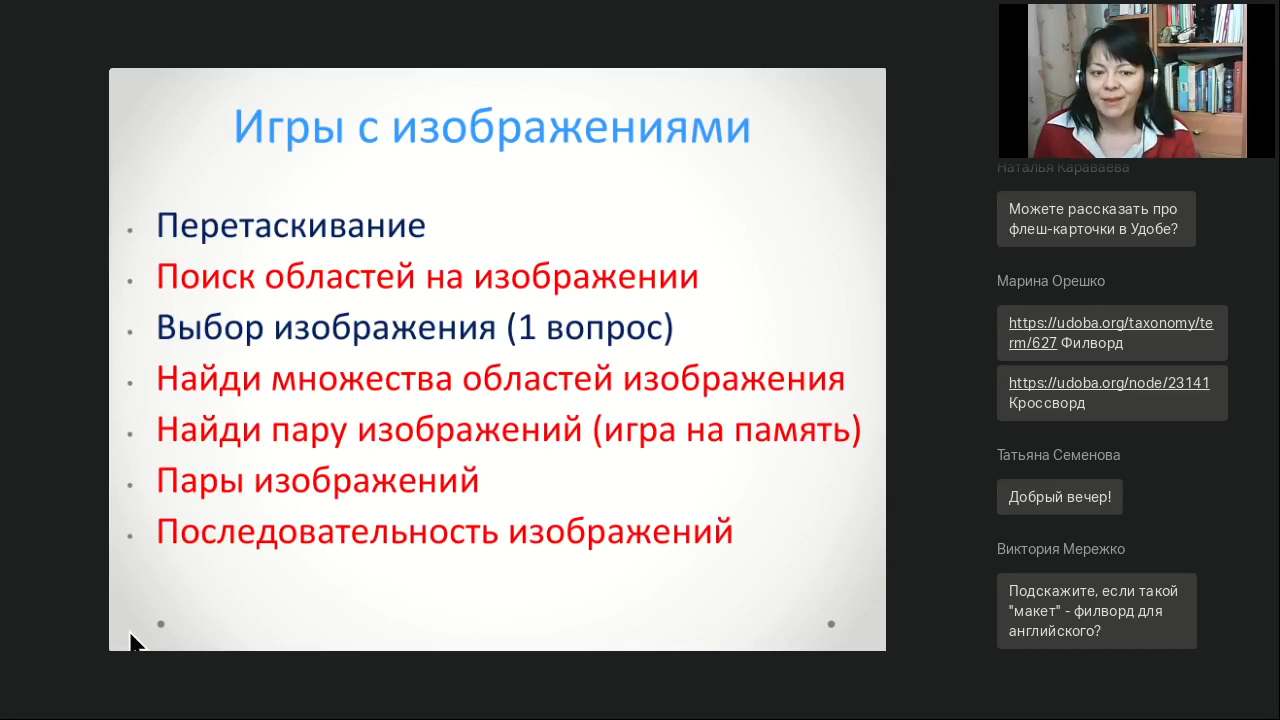 Игры с изображениями
Перетаскивание
Поиск областей на изображении
Выбор изображения (1 вопрос)
Найди множества областей изображения
Найди пару изображений (игра на память)
Пары изображений
Последовательность изображений
Наталья Караваева
Можете рассказать про
флеш-карточки в Удобе?
Марина Орешко
https://udoba.org/taxonomy/te
rm/627 Филворд
https://udoba.org/node/23141
Кроссворд
Татьяна Семенова
Добрый вечер!
Виктория Мережко
Подскажите, если такой
"макет" - филворд для
английского?